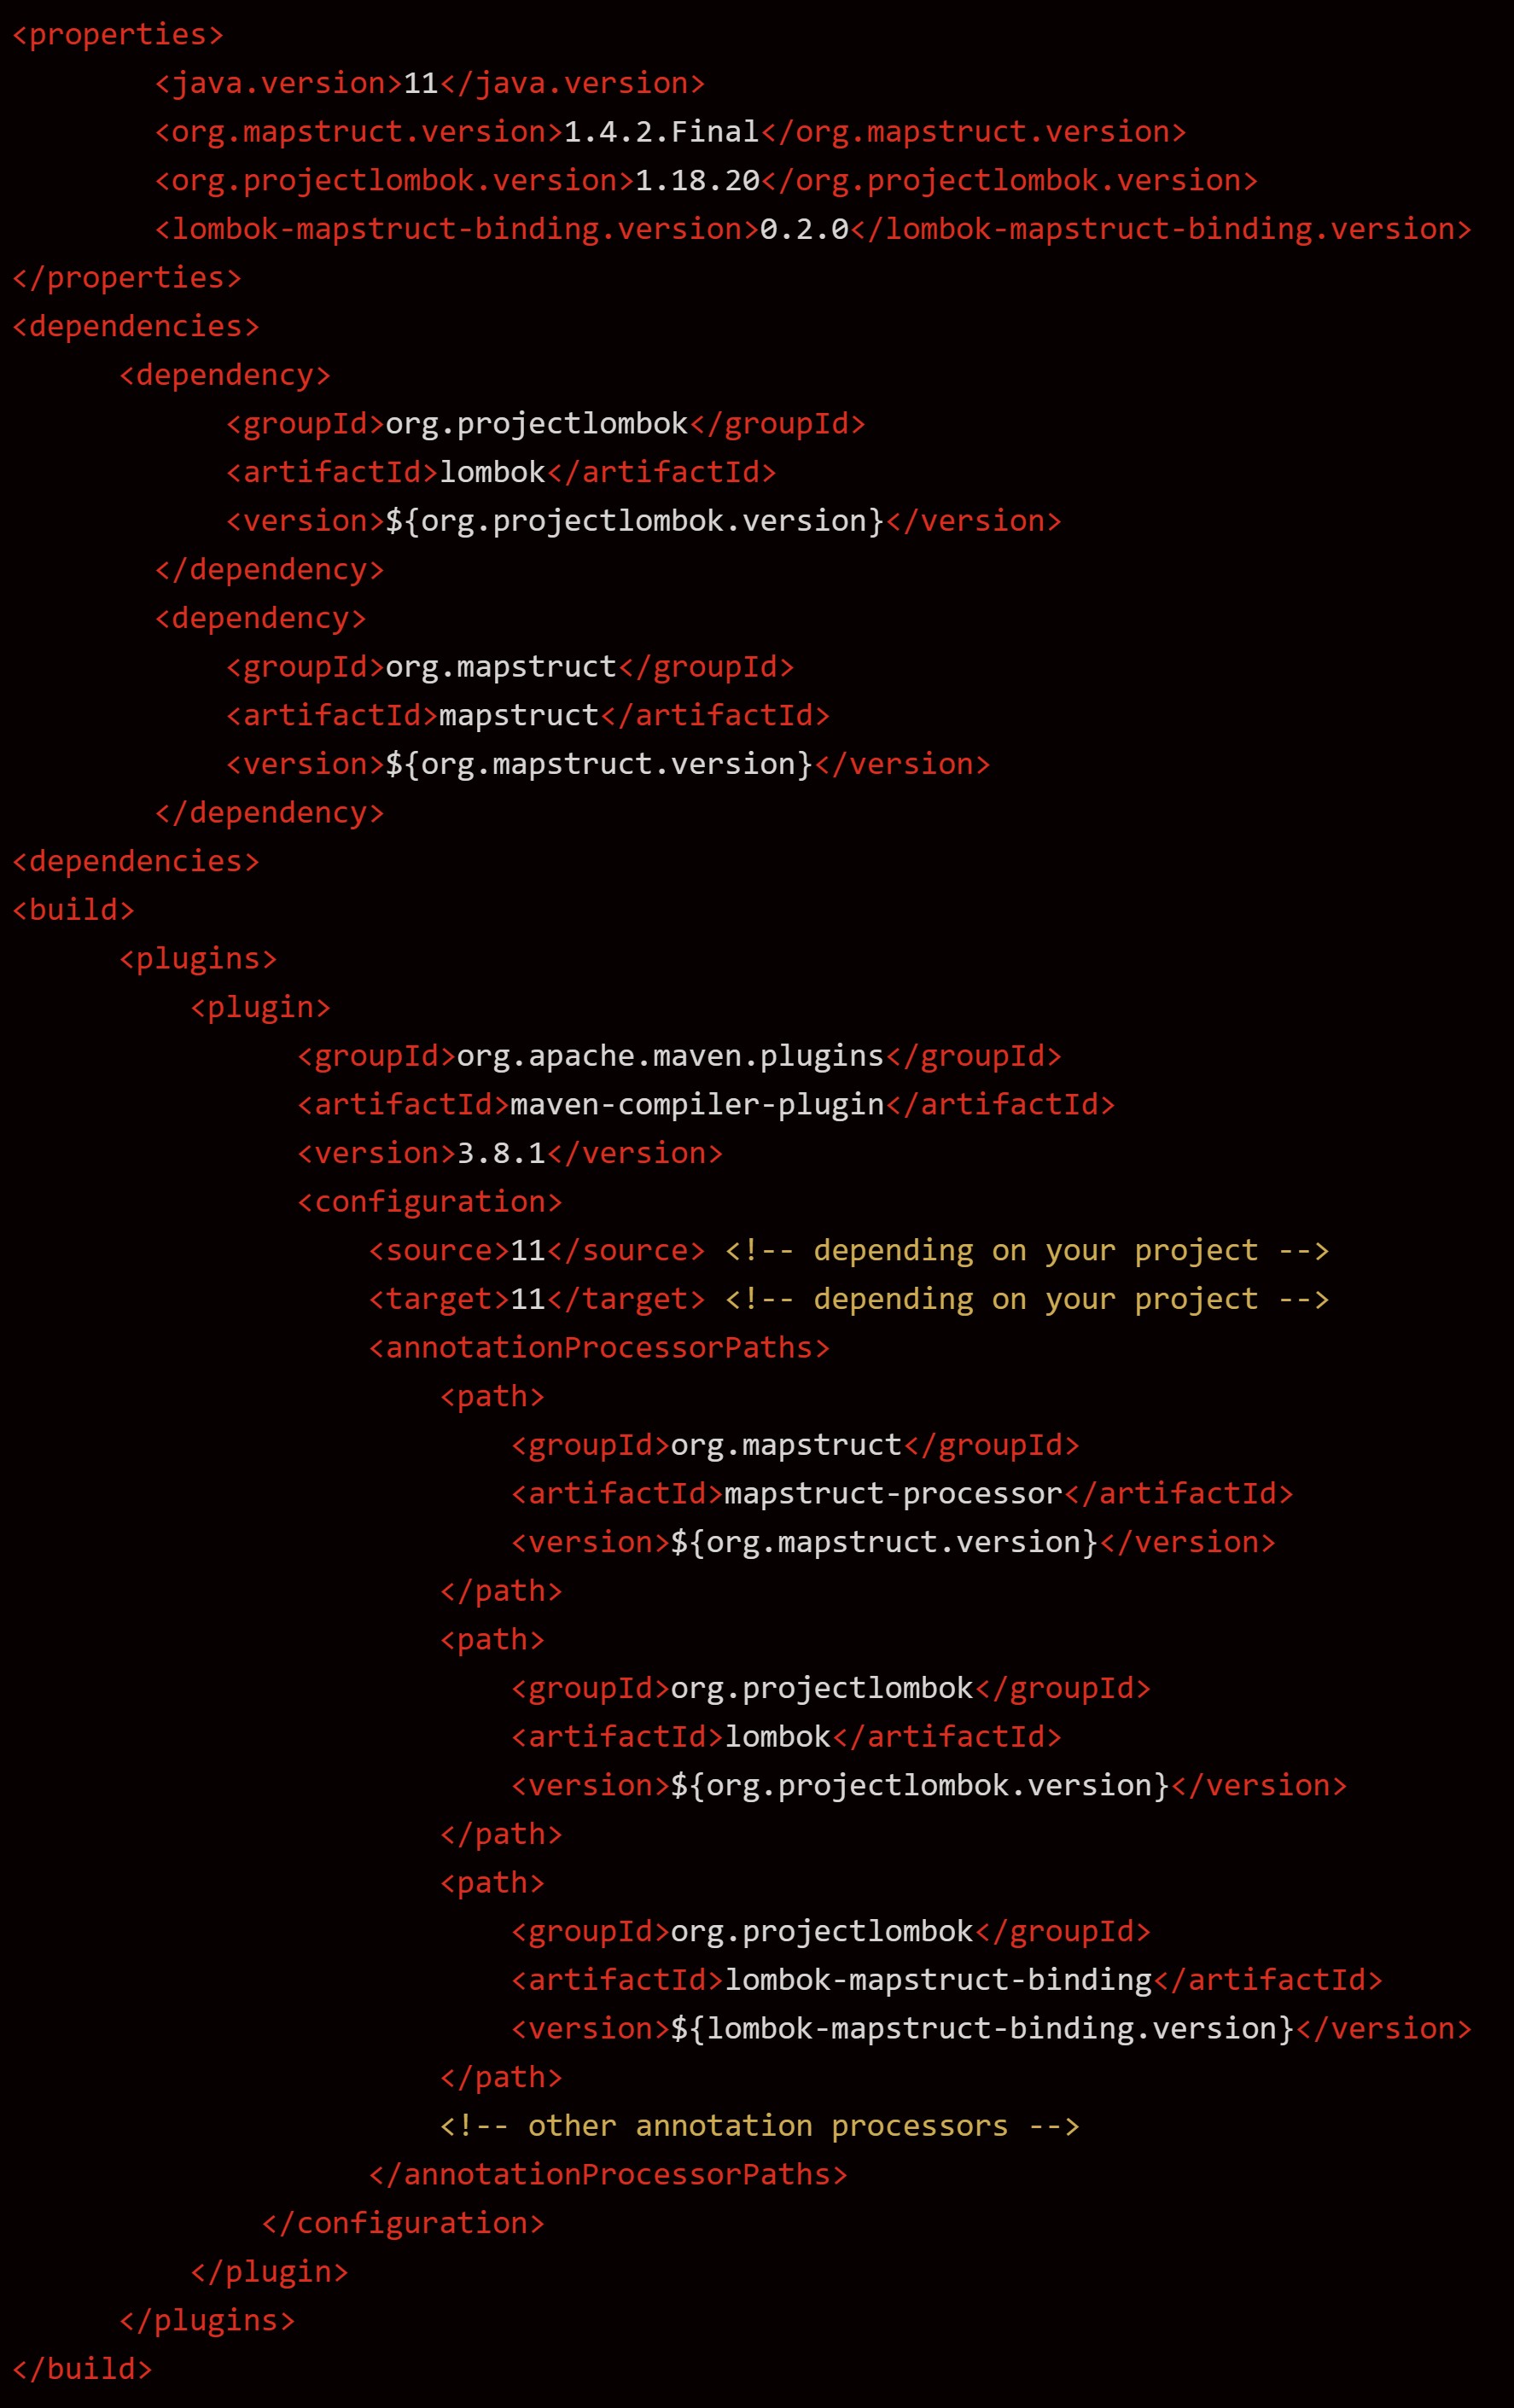 <properties>
        <java.version>11</java.version>
        <org.mapstruct.version>1.4.2.Final</org.mapstruct.version>
        <org.projectlombok.version>1.18.20</org.projectlombok.version>
        <lombok-mapstruct-binding.version>0.2.0</lombok-mapstruct-binding.version>
</properties>
<dependencies>
      <dependency>
            <groupId>org.projectlombok</groupId>
            <artifactId>lombok</artifactId>
            <version>${org.projectlombok.version}</version>
        </dependency>
        <dependency>
            <groupId>org.mapstruct</groupId>
            <artifactId>mapstruct</artifactId>
            <version>${org.mapstruct.version}</version>
        </dependency>
<dependencies>
<build>
      <plugins>
          <plugin>
                <groupId>org.apache.maven.plugins</groupId>
                <artifactId>maven-compiler-plugin</artifactId>
                <version>3.8.1</version>
                <configuration>
                    <source>11</source> <!-- depending on your project -->
                    <target>11</target> <!-- depending on your project -->
                    <annotationProcessorPaths>
                        <path>
                            <groupId>org.mapstruct</groupId>
                            <artifactId>mapstruct-processor</artifactId>
                            <version>${org.mapstruct.version}</version>
                        </path>
                        <path>
                            <groupId>org.projectlombok</groupId>
                            <artifactId>lombok</artifactId>
                            <version>${org.projectlombok.version}</version>
                        </path>
                        <path>
                            <groupId>org.projectlombok</groupId>
                            <artifactId>lombok-mapstruct-binding</artifactId>
                            <version>${lombok-mapstruct-binding.version}</version>
                        </path>
                        <!-- other annotation processors -->
                    </annotationProcessorPaths>
              </configuration>
          </plugin>
      </plugins>
</build>